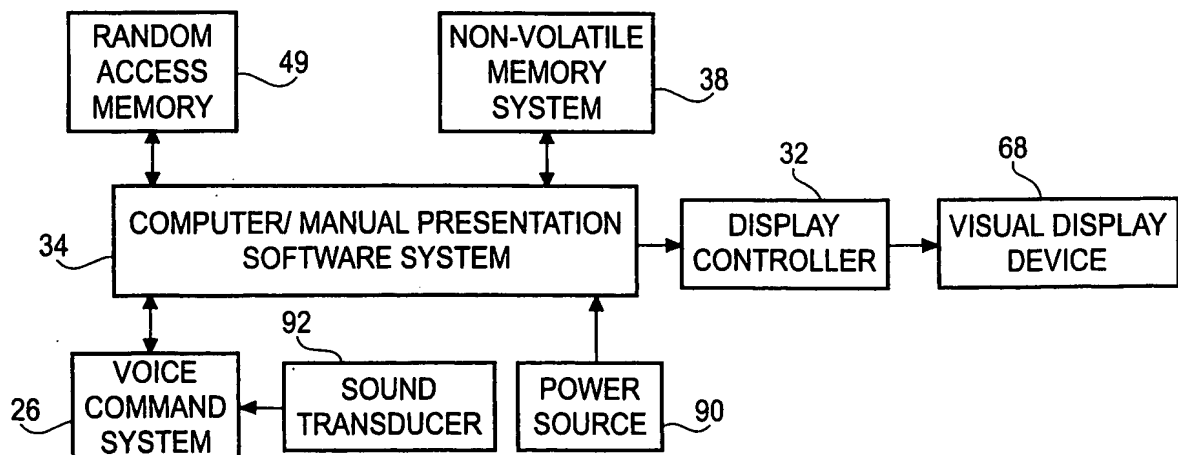 RANDOM
ACCESS
MEMORY
49
NON-VOLATILE
MEMORY
SYSTEM
38
COMPUTER/ MANUAL PRESENTATION
SOFTWARE SYSTEM
34
32
DISPLAY
CONTROLLER
68
VISUAL DISPLAY
DEVICE
VOICE
COMMAND
SYSTEM
26
92
SOUND
TRANSDUCER
POWER
SOURCE
90